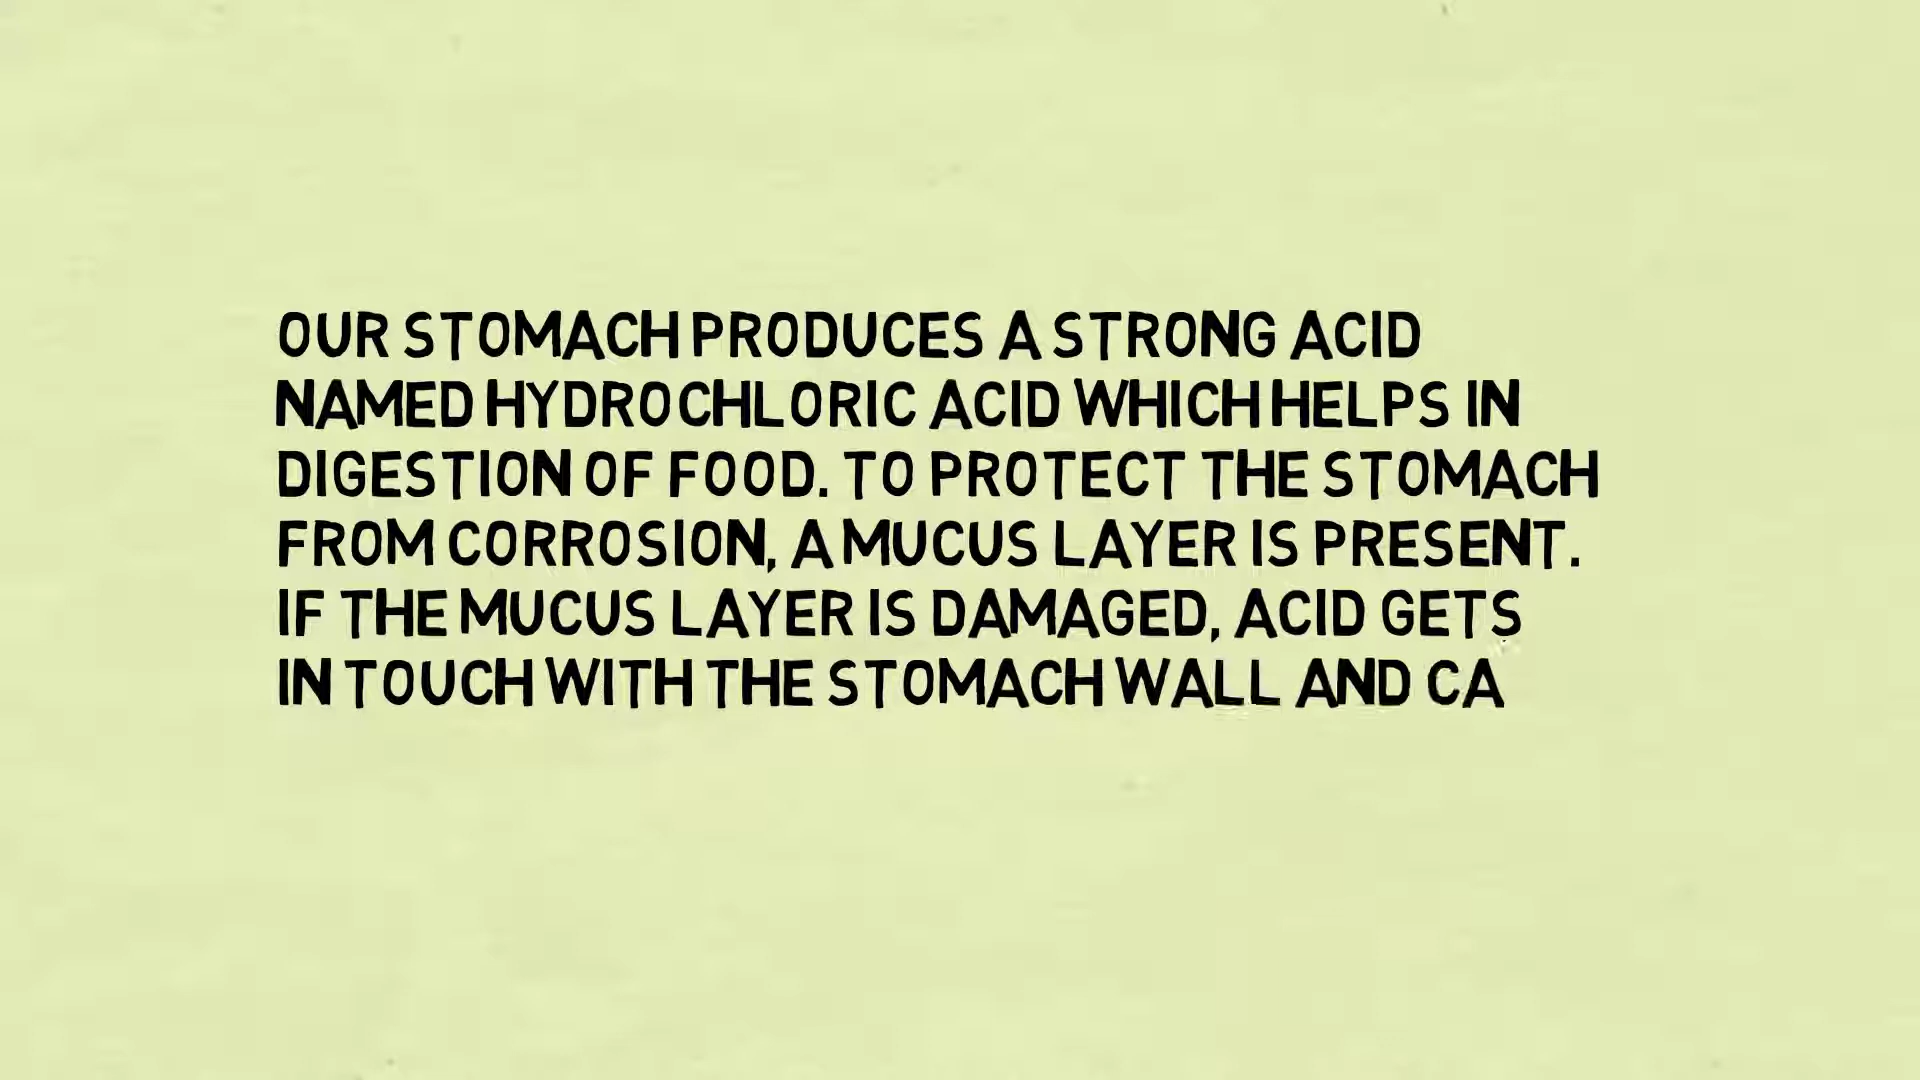 OUR STOMACH PRODUCES A STRONG ACID
NAMED HYDROCHLORIC ACID WHICH HELPS IN
DIGESTION OF FOOD. TO PROTECT THE STOMACH
FROM CORROSION, A MUCUS LAYER IS PRESENT.
IF THE MUCUS LAYER IS DAMAGED, ACID GETS
IN TOUCH WITH THE STOMACH WALL AND CA